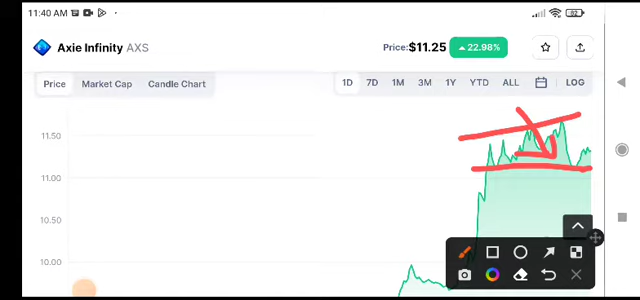 11:40 AM
82
Axie Infinity AXS
Price: $11.25
22.98%
Price Market Cap Candle Chart
1D 7D 1M 3M 1Y YTD ALL LOG
11.50
11.00
10.50
10.00